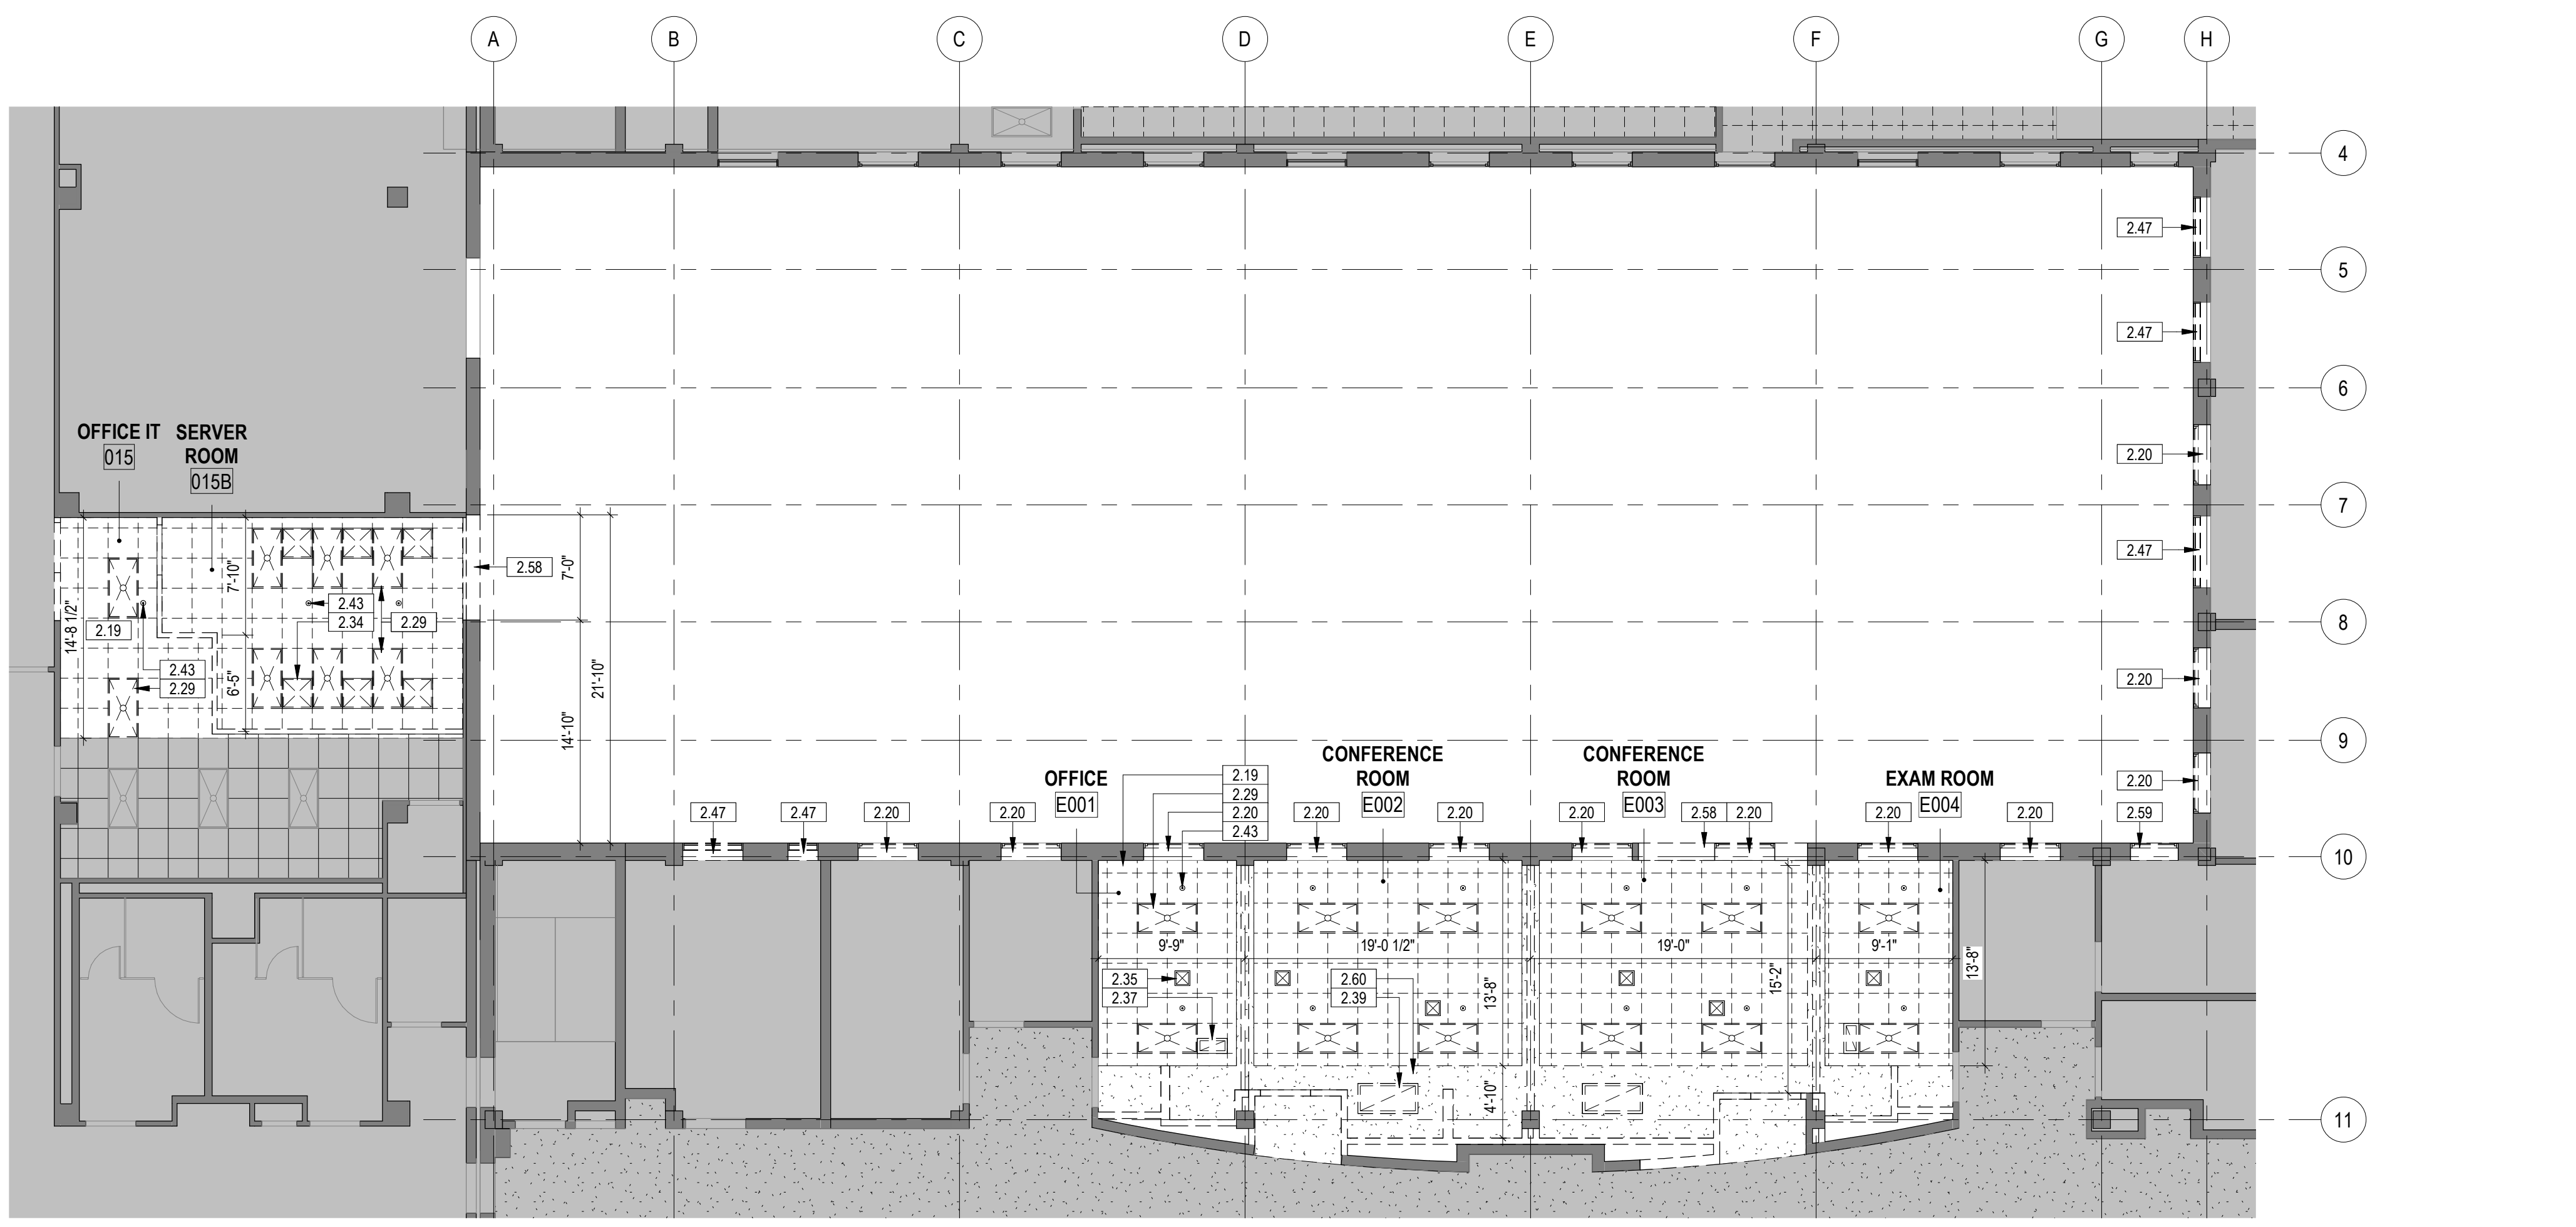 A B C D E F G H
4
2.47
5
2.47
6
OFFICE IT
015
SERVER
ROOM
015B
2.20
7
2.47
2.58
7'-0"
7'-10"
14'-8 1/2"
2.43
2.34
2.29
2.19
8
2.43
2.29
6'-5"
21'-10"
14'-10"
2.20
9
2.20
OFFICE
E001
2.19
2.29
2.20
2.43
CONFERENCE
ROOM
E002
CONFERENCE
ROOM
E003
EXAM ROOM
E004
2.47 2.47 2.20 2.20 2.20 2.20 2.20 2.58 2.20 2.20 2.20 2.59
10
9'-9" 19'-0 1/2" 19'-0" 9'-1"
2.35
2.37
2.60
2.39
13'-8"
15'-2"
13'-8"
4'-10"
11